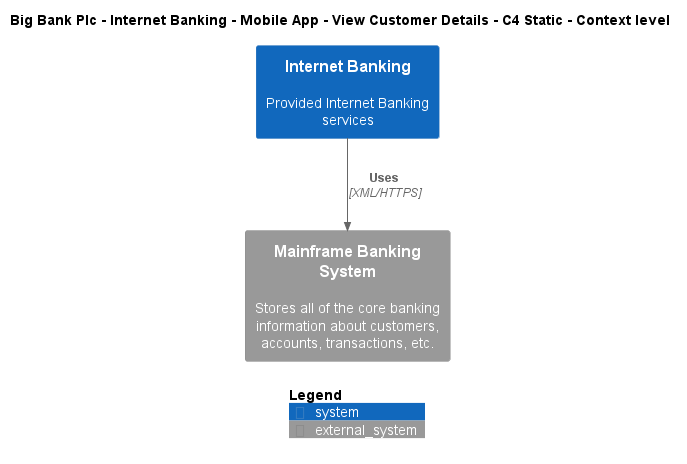 Big Bank Plc - Internet Banking - Mobile App - View Customer Details - C4 Static - Context level
Internet Banking
Provided Internet Banking
services
Uses
[XML/HTTPS]
Mainframe Banking
System
Stores all of the core banking
information about customers,
accounts, transactions, etc.
Legend
system
external_system